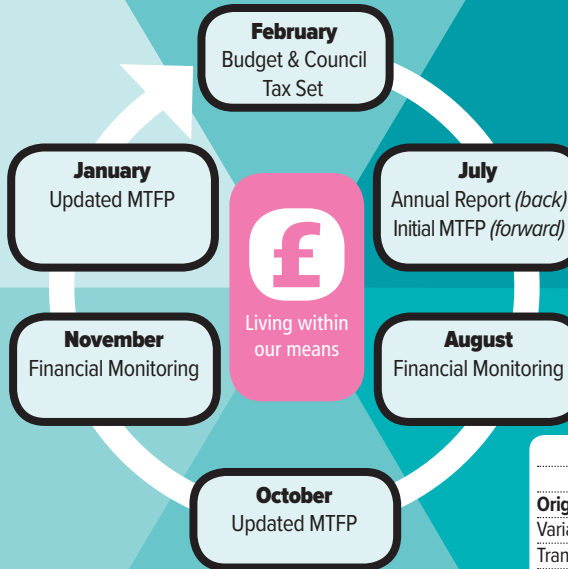 February
Budget & Council
Tax Set
July
Annual Report (back)
Initial MTFP (forward)
August
Financial Monitoring
October
Updated MTFP
November
Financial Monitoring
January
Updated MTFP
£
Living within
our means